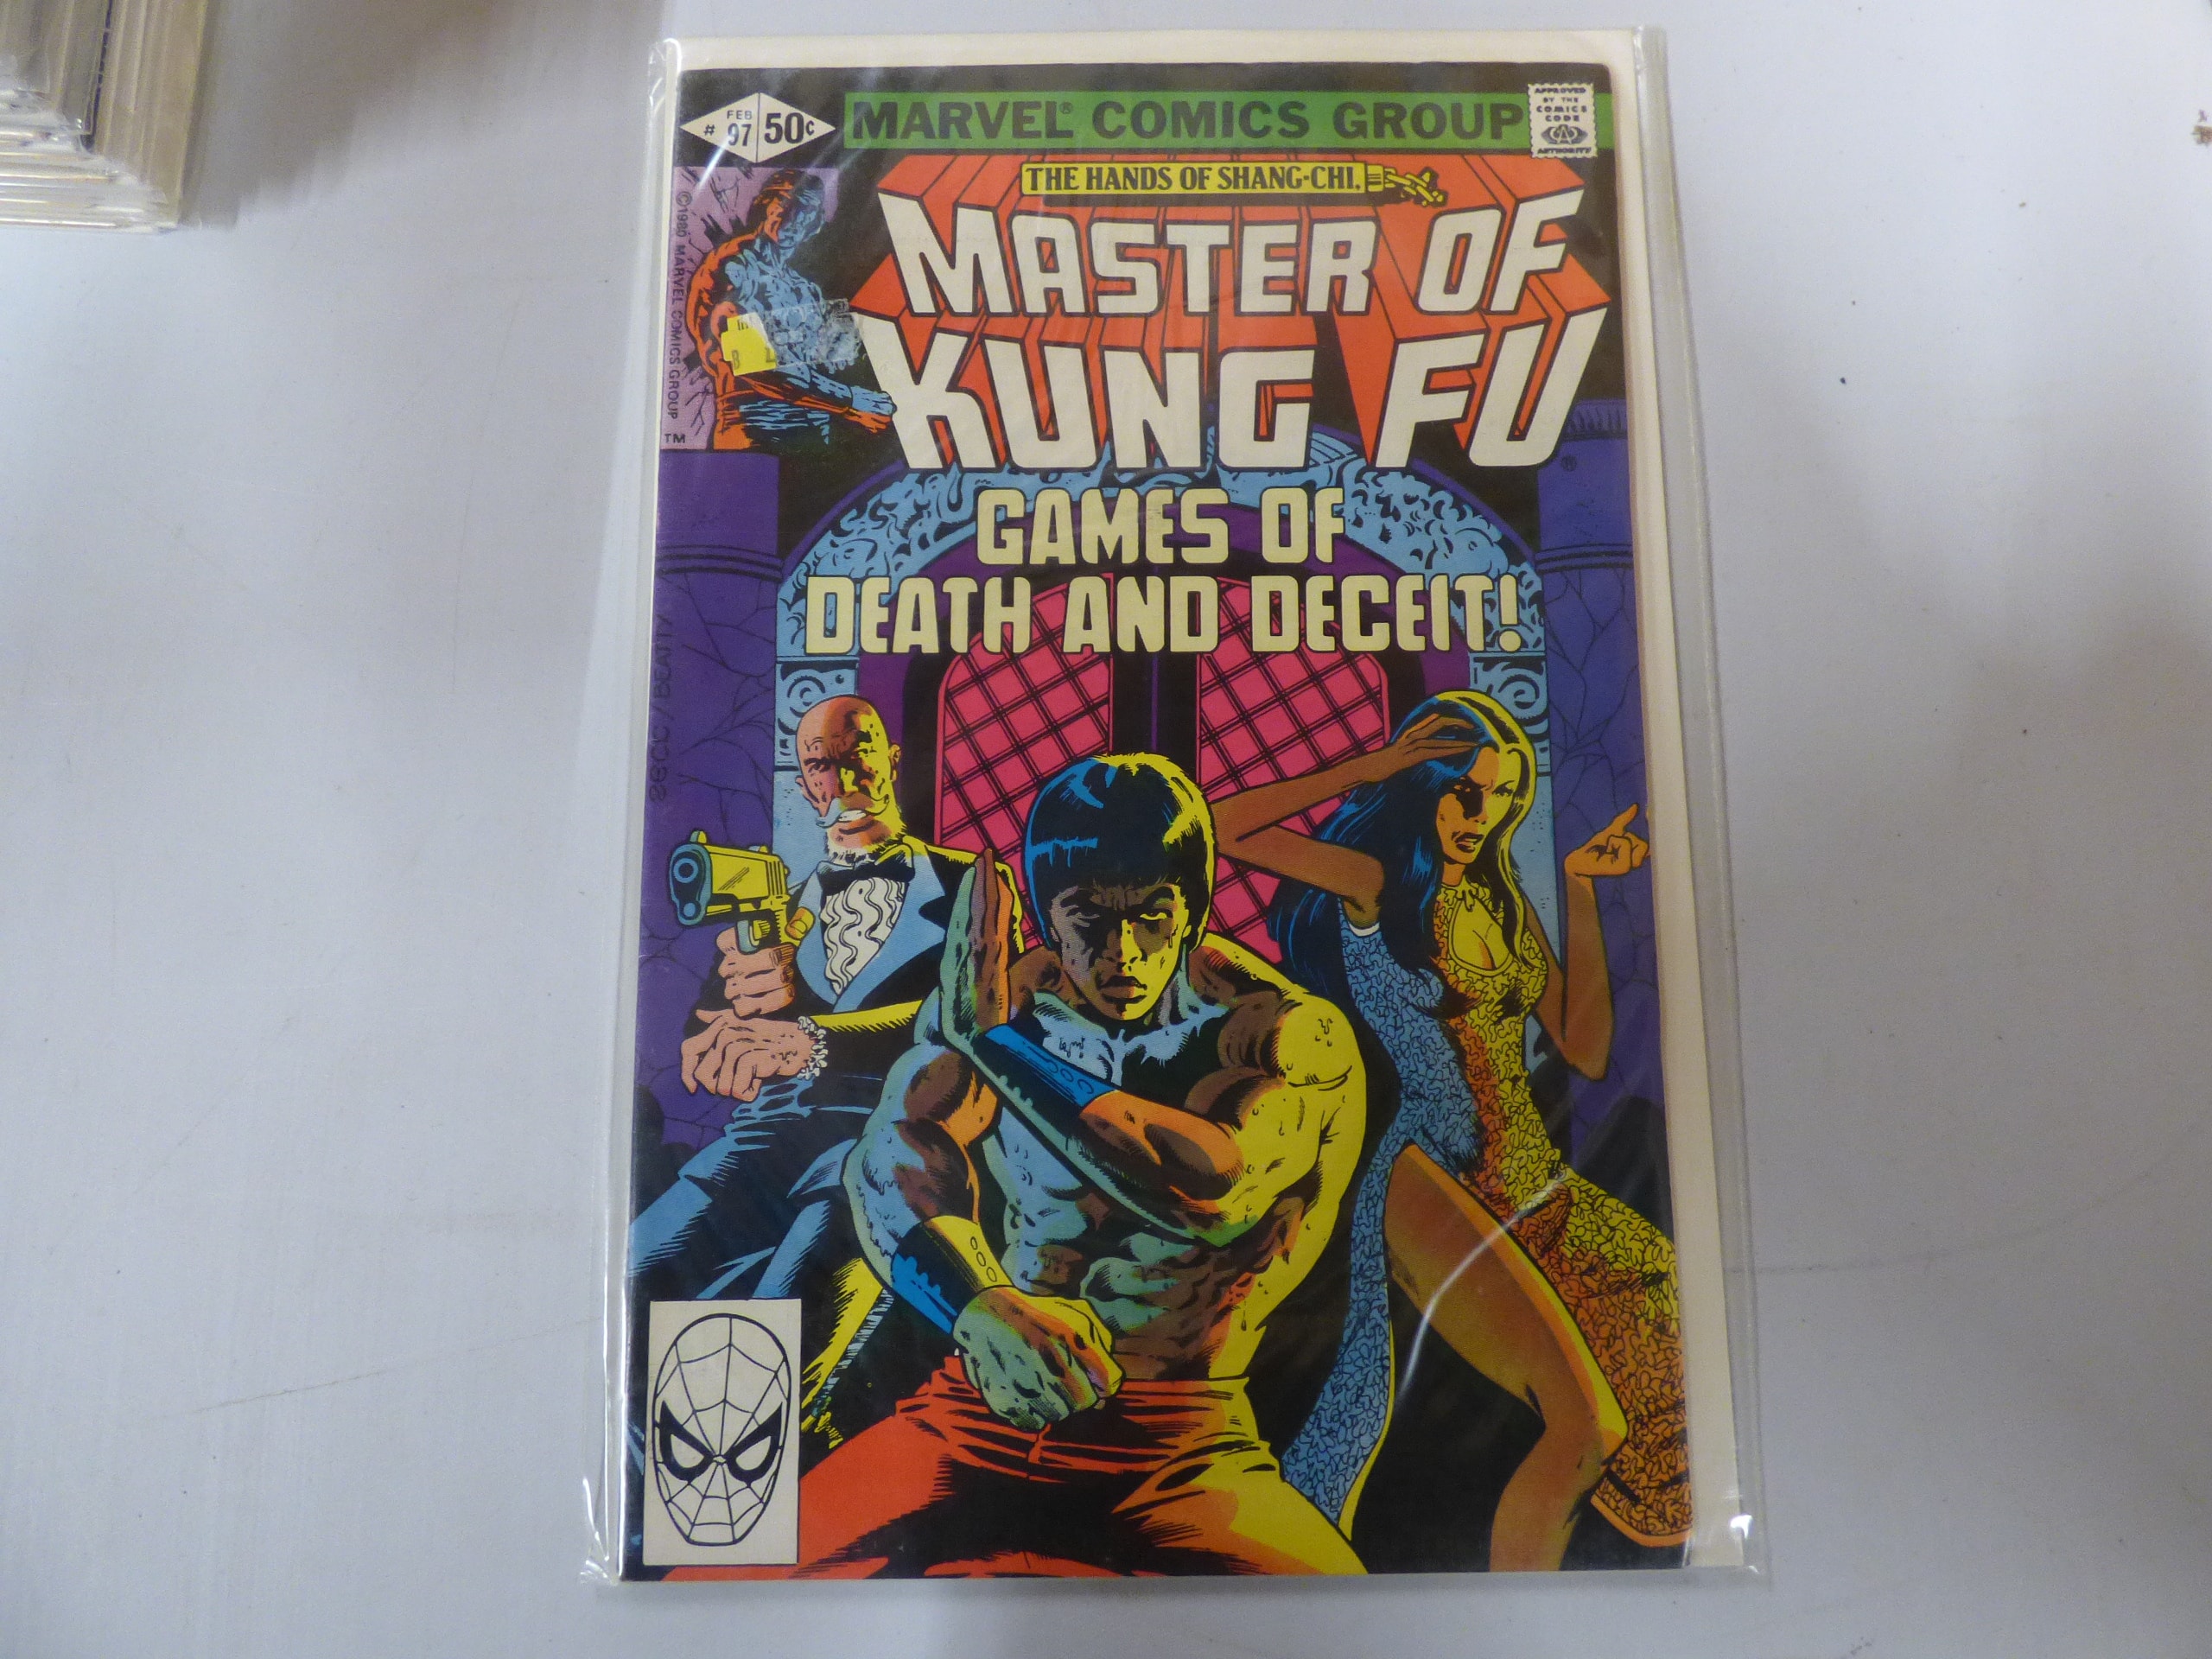 FEB
# 97 50¢
MARVEL® COMICS GROUP
APPROVED
BY THE
COMICS
CODE
AUTHORITY
THE HANDS OF SHANG-CHI,
MASTER OF
KUNG FU
®
©1980 MARVEL COMICS GROUP
TM
GAMES OF
DEATH AND DECEIT!
/BEATTY